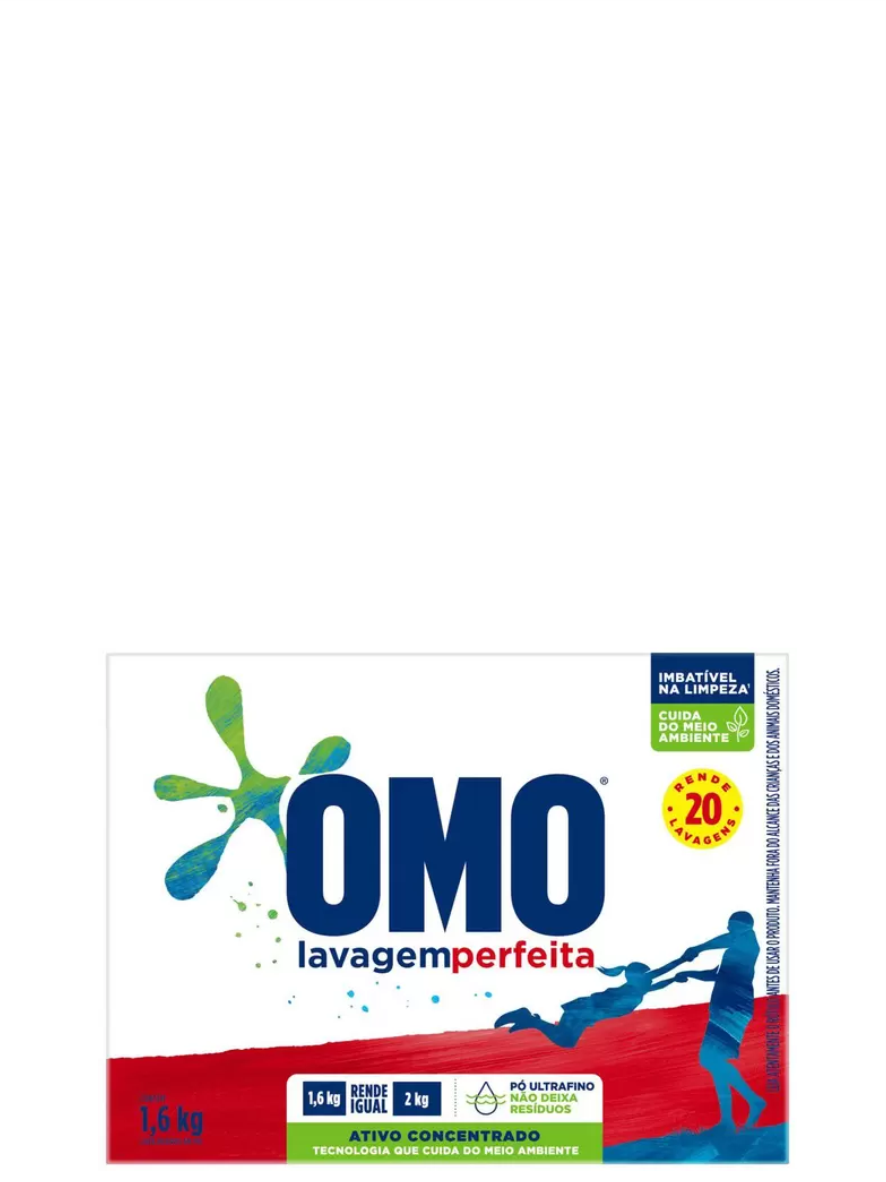 IMBATÍVEL
NA LIMPEZA¹
CUIDA
DO MEIO
AMBIENTE
RENDE
20
LAVAGENS
OMO®
lavagemperfeita
1,6 kg
1,6 kg RENDE IGUAL 2 kg
PÓ ULTRAFINO
NÃO DEIXA
RESÍDUOS
ATIVO CONCENTRADO
TECNOLOGIA QUE CUIDA DO MEIO AMBIENTE
ANTES DE USAR O PRODUTO. MANTENHA FORA DO ALCANCE DAS CRIANÇAS E DOS ANIMAIS DOMÉSTICOS.